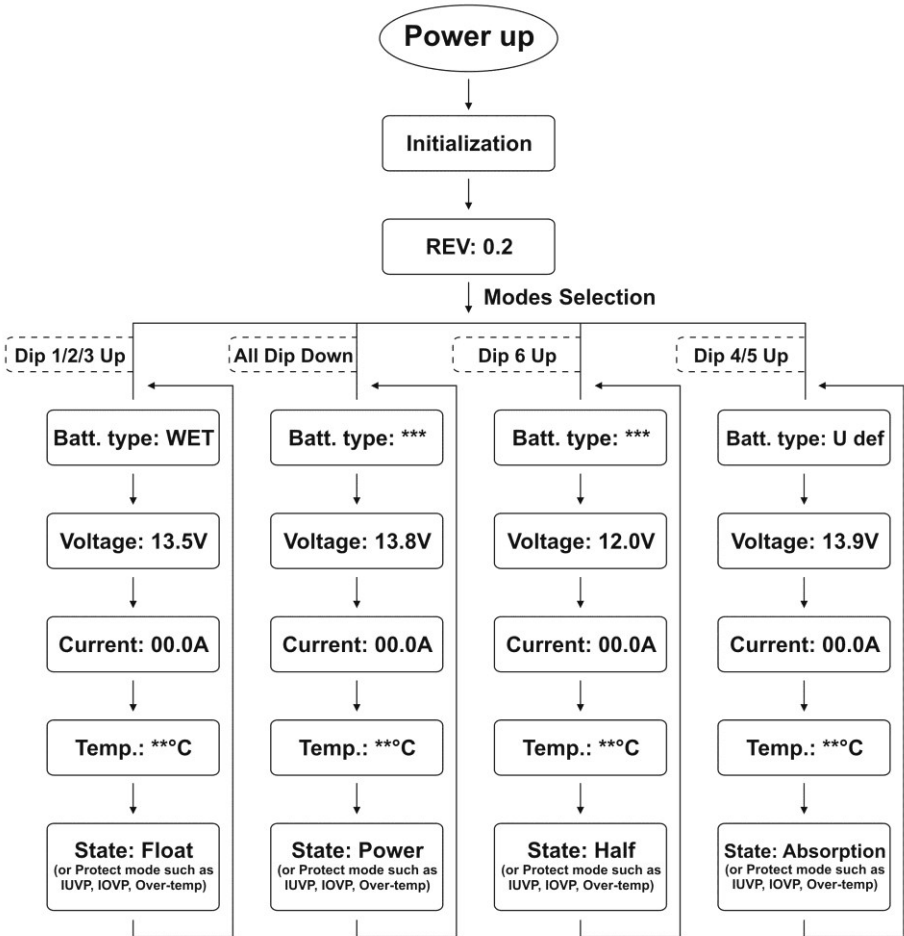 Power up
Initialization
REV: 0.2
Modes Selection
Dip 1/2/3 Up
All Dip Down
Dip 6 Up
Dip 4/5 Up
Batt. type: WET
Batt. type: ***
Batt. type: ***
Batt. type: U def
Voltage: 13.5V
Voltage: 13.8V
Voltage: 12.0V
Voltage: 13.9V
Current: 00.0A
Current: 00.0A
Current: 00.0A
Current: 00.0A
Temp.: **°C
Temp.: **°C
Temp.: **°C
Temp.: **°C
State: Float
(or Protect mode such as
IUVP, IOVP, Over-temp)
State: Power
(or Protect mode such as
IUVP, IOVP, Over-temp)
State: Half
(or Protect mode such as
IUVP, IOVP, Over-temp)
State: Absorption
(or Protect mode such as
IUVP, IOVP, Over-temp)